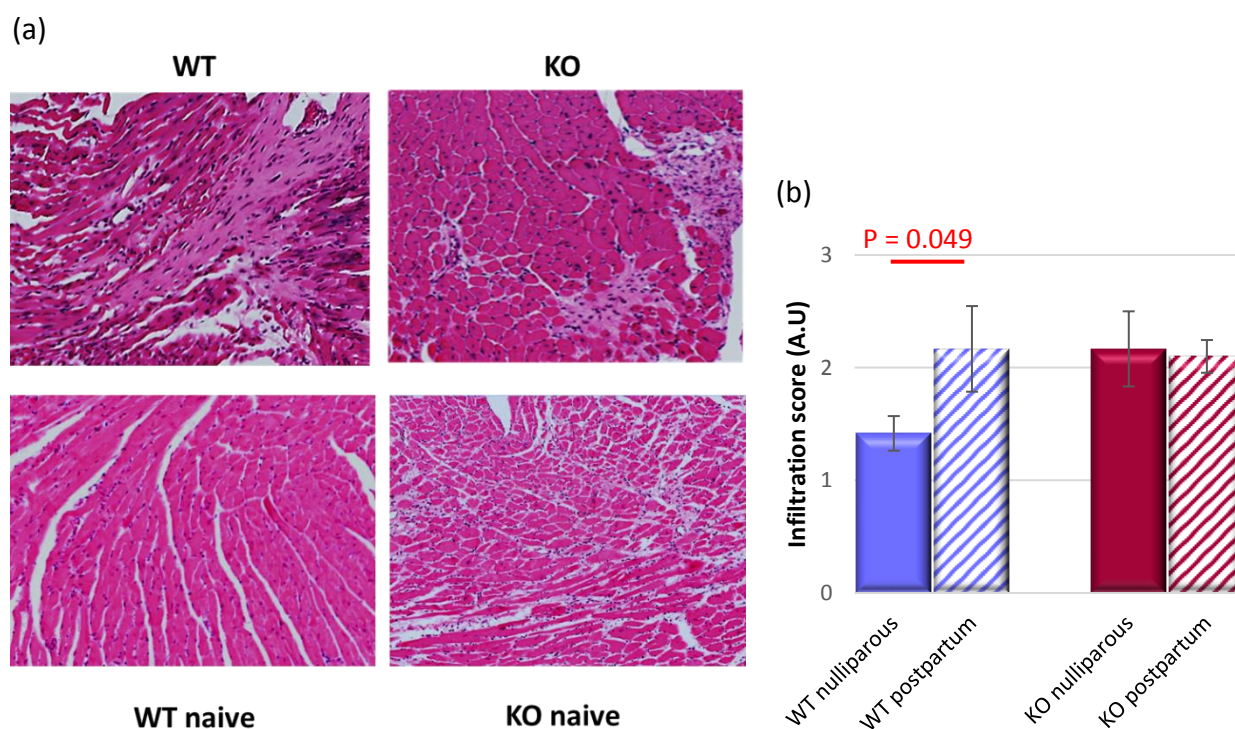 (a)
WT
KO
WT naive
KO naive
(b)
P = 0.049
Infiltration score (A.U)
3
2
1
0
WT nulliparous
WT postpartum
KO nulliparous
KO postpartum